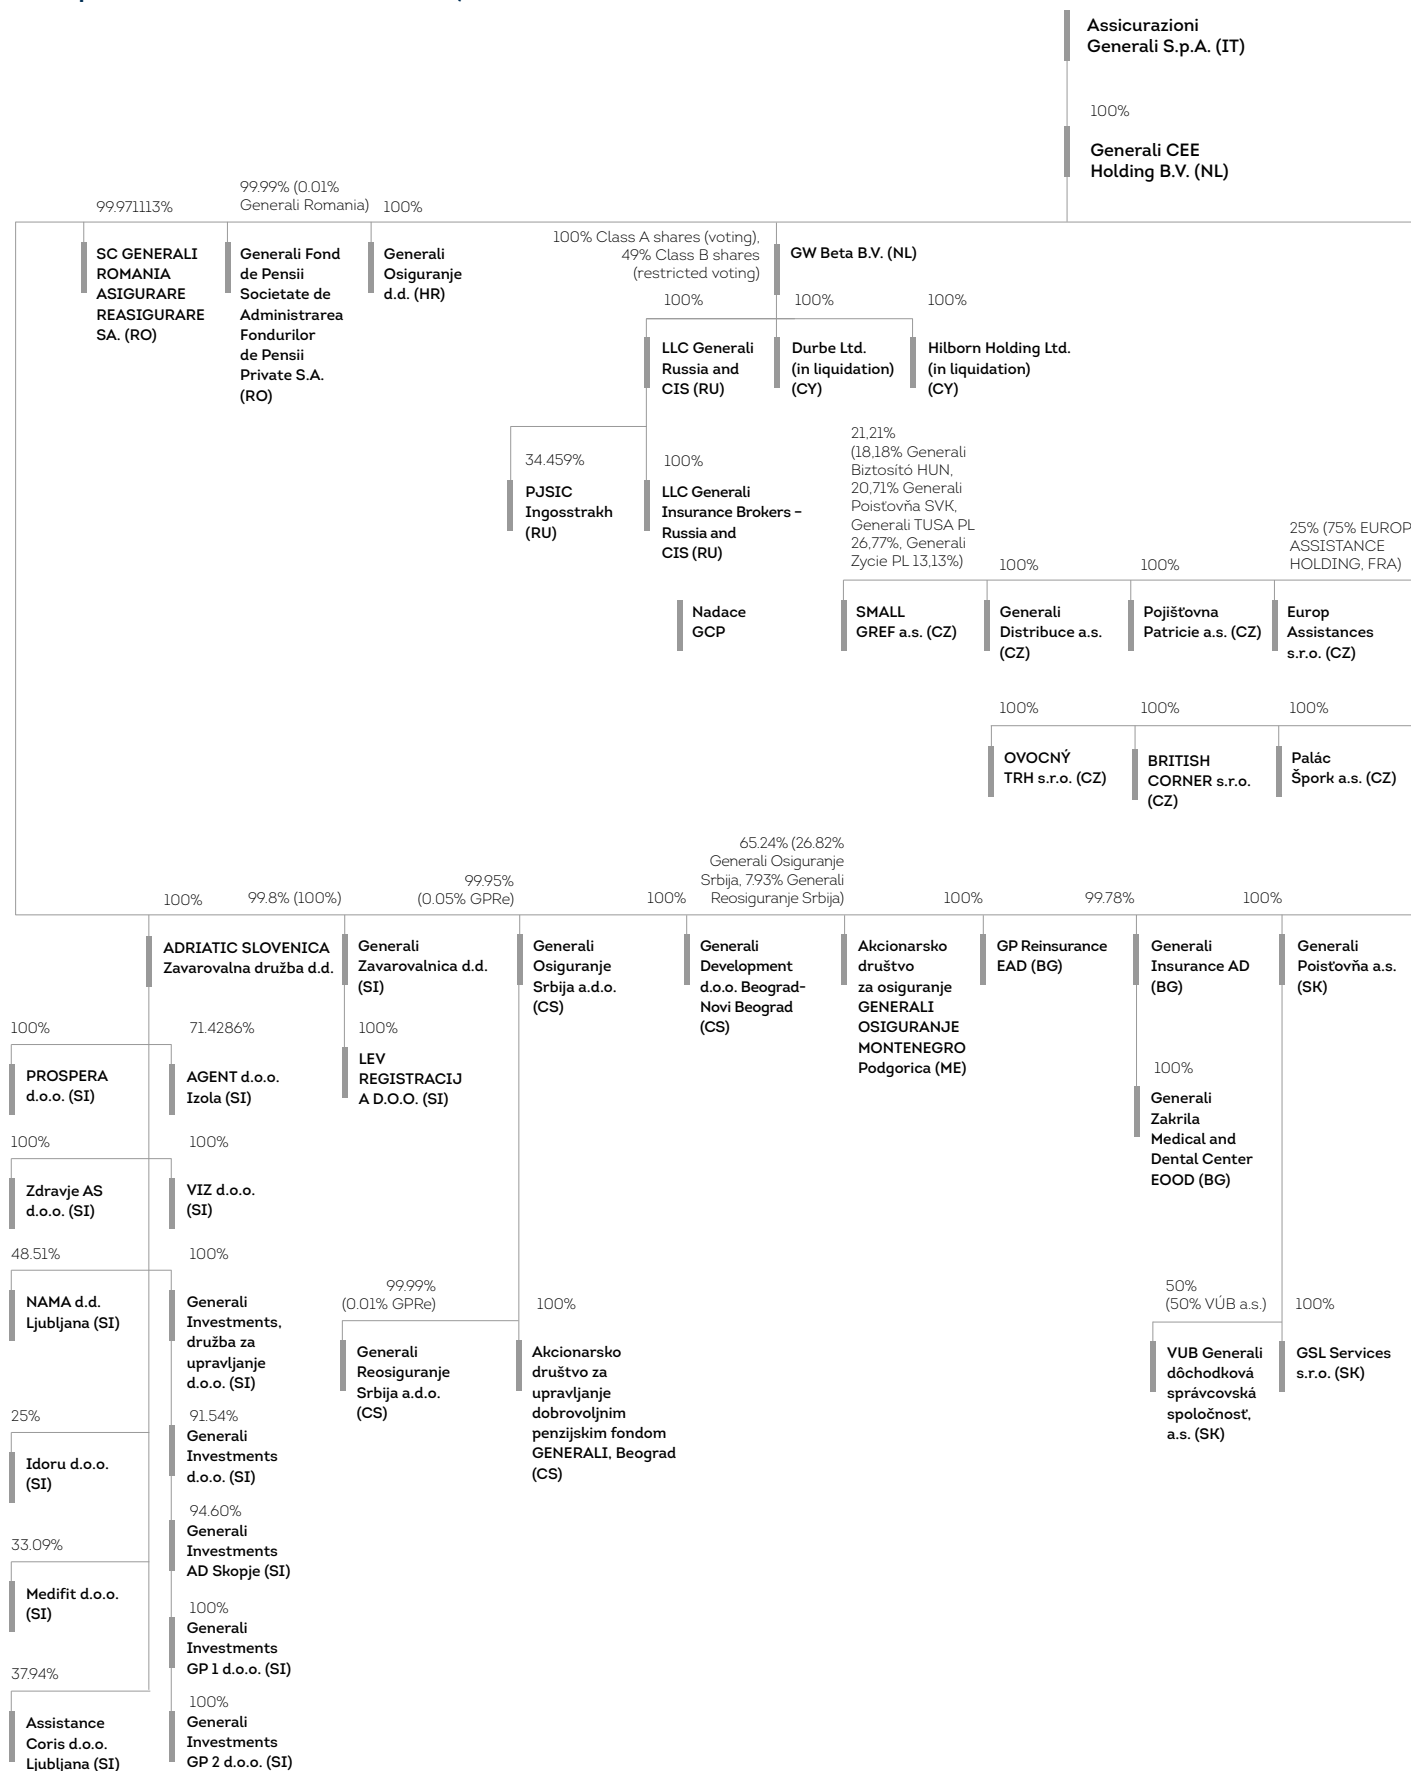 Assicurazioni
Generali S.p.A. (IT)
100%
Generali CEE
Holding B.V. (NL)
99.971113%
SC GENERALI
ROMANIA
ASIGURARE
REASIGURARE
SA. (RO)
99.99% (0.01%
Generali Romania)
Generali Fond
de Pensii
Societate de
Administrarea
Fondurilor
de Pensii
Private S.A.
(RO)
100%
Generali
Osiguranje
d.d. (HR)
100% Class A shares (voting),
49% Class B shares
(restricted voting)
GW Beta B.V. (NL)
100%
LLC Generali
Russia and
CIS (RU)
100%
Durbe Ltd.
(in liquidation)
(CY)
100%
Hilborn Holding Ltd.
(in liquidation)
(CY)
34.459%
PJSIC
Ingosstrakh
(RU)
100%
LLC Generali
Insurance Brokers –
Russia and
CIS (RU)
Nadace
GCP
21,21%
(18,18% Generali
Biztosító HUN,
20,71% Generali
Poisťovňa SVK,
Generali TUSA PL
26,77%, Generali
Zycie PL 13,13%)
SMALL
GREF a.s. (CZ)
100%
Generali
Distribuce a.s.
(CZ)
100%
Pojišťovna
Patricie a.s. (CZ)
25% (75% EUROP
ASSISTANCE
HOLDING, FRA)
Europ
Assistances
s.r.o. (CZ)
100%
OVOCNÝ
TRH s.r.o. (CZ)
100%
BRITISH
CORNER s.r.o.
(CZ)
100%
Palác
Špork a.s. (CZ)
100%
ADRIATIC SLOVENICA
Zavarovalna družba d.d.
99.8% (100%)
Generali
Zavarovalnica d.d.
(SI)
99.95%
(0.05% GPRe)
Generali
Osiguranje
Srbija a.d.o.
(CS)
100%
Generali
Development
d.o.o. Beograd-
Novi Beograd
(CS)
65.24% (26.82%
Generali Osiguranje
Srbija, 7.93% Generali
Reosiguranje Srbija)
Akcionarsko
društvo
za osiguranje
GENERALI
OSIGURANJE
MONTENEGRO
Podgorica (ME)
100%
GP Reinsurance
EAD (BG)
99.78%
Generali
Insurance AD
(BG)
100%
Generali
Poisťovňa a.s.
(SK)
100%
PROSPERA
d.o.o. (SI)
71.4286%
AGENT d.o.o.
Izola (SI)
100%
LEV
REGISTRACIJ
A D.O.O. (SI)
100%
Generali
Zakrila
Medical and
Dental Center
EOOD (BG)
100%
Zdravje AS
d.o.o. (SI)
100%
VIZ d.o.o.
(SI)
48.51%
NAMA d.d.
Ljubljana (SI)
100%
Generali
Investments,
družba za
upravljanje
d.o.o. (SI)
99.99%
(0.01% GPRe)
Generali
Reosiguranje
Srbija a.d.o.
(CS)
100%
Akcionarsko
društvo za
upravljanje
dobrovoljnim
penzijskim fondom
GENERALI, Beograd
(CS)
50%
(50% VÚB a.s.)
VUB Generali
dôchodková
správcovská
spoločnosť,
a.s. (SK)
100%
GSL Services
s.r.o. (SK)
25%
Idoru d.o.o.
(SI)
91.54%
Generali
Investments
d.o.o. (SI)
33.09%
Medifit d.o.o.
(SI)
94.60%
Generali
Investments
AD Skopje (SI)
100%
Generali
Investments
GP 1 d.o.o. (SI)
37.94%
Assistance
Coris d.o.o.
Ljubljana (SI)
100%
Generali
Investments
GP 2 d.o.o. (SI)